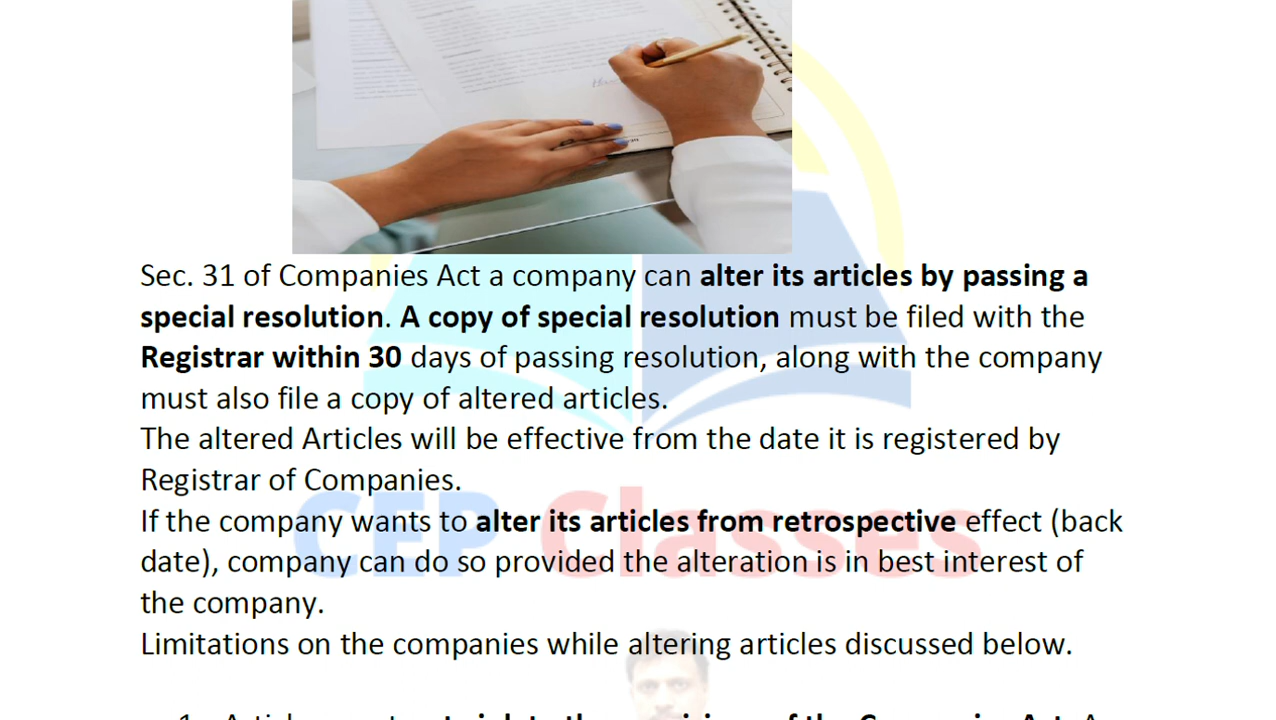 Sec. 31 of Companies Act a company can alter its articles by passing a
special resolution. A copy of special resolution must be filed with the
Registrar within 30 days of passing resolution, along with the company
must also file a copy of altered articles.
The altered Articles will be effective from the date it is registered by
Registrar of Companies.
CEP Classes
If the company wants to alter its articles from retrospective effect (back
date), company can do so provided the alteration is in best interest of
the company.
Limitations on the companies while altering articles discussed below.